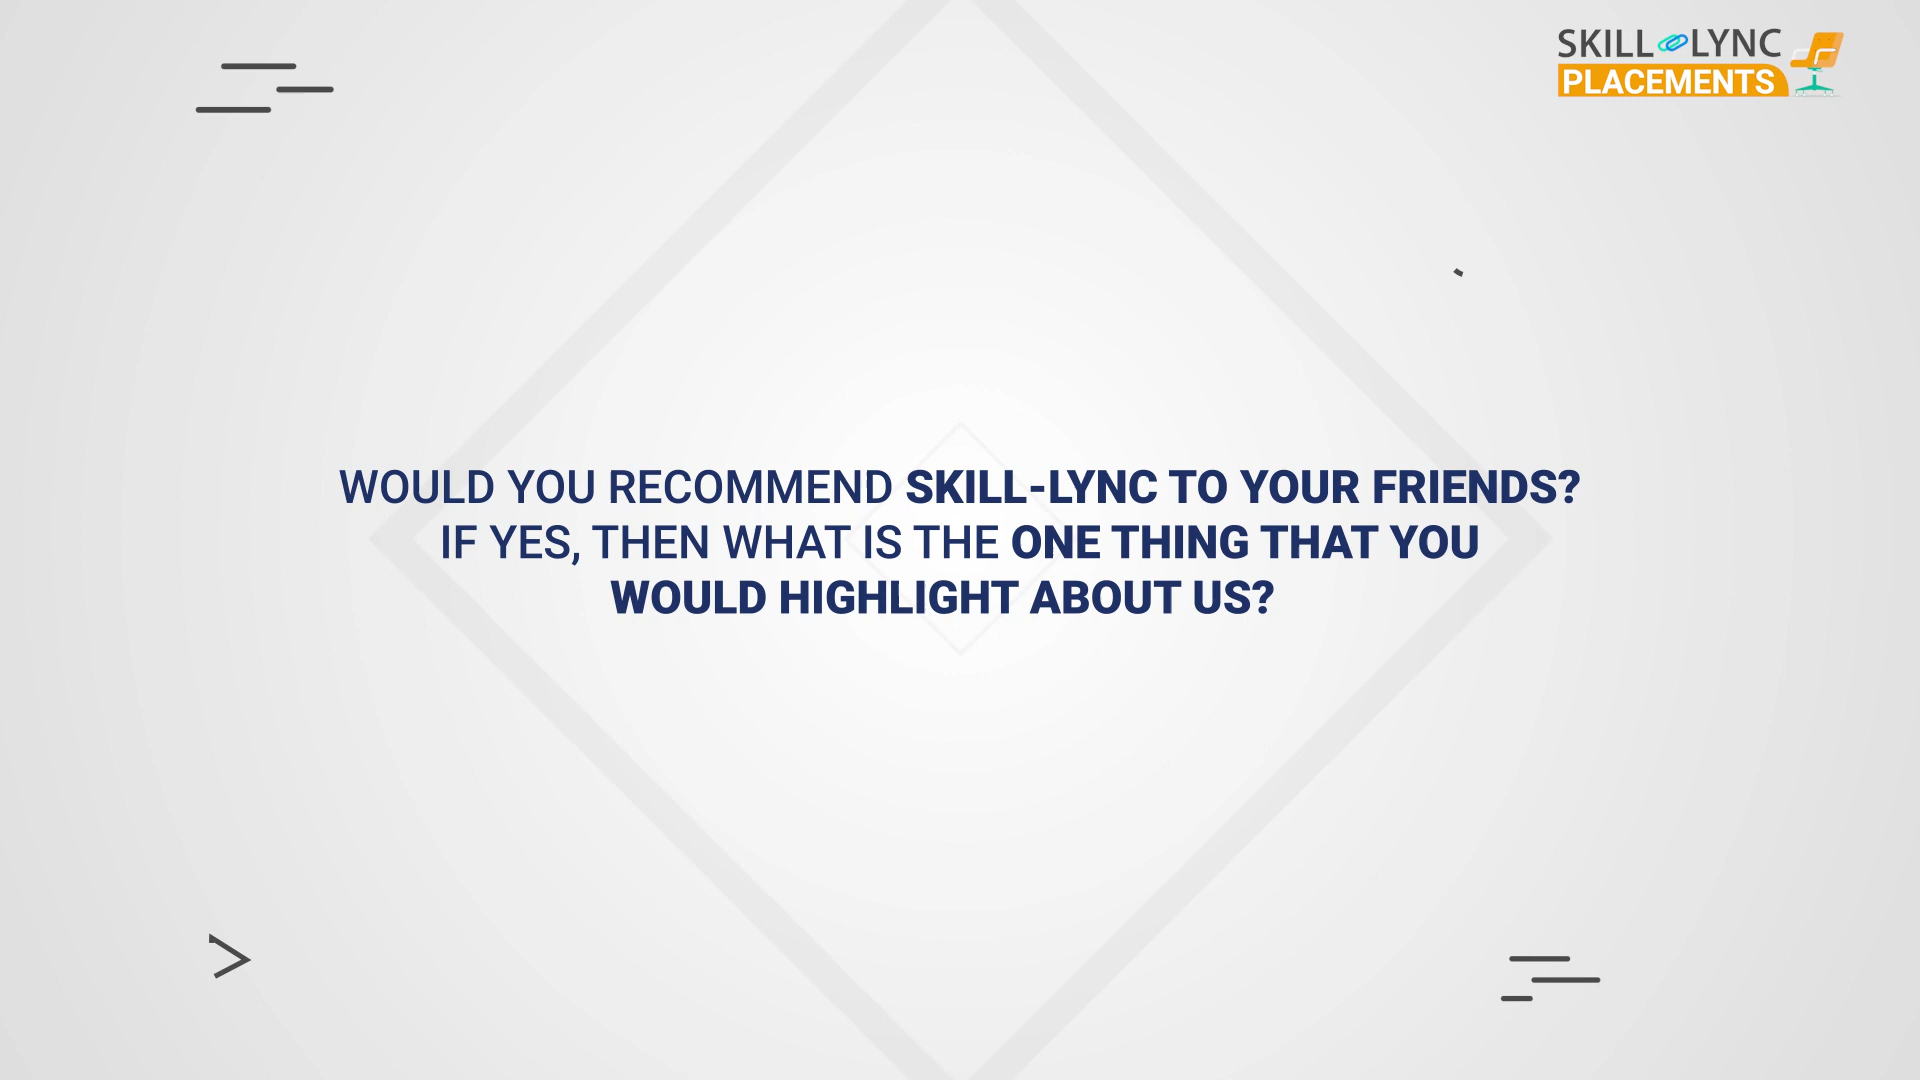 SKILL LYNC
PLACEMENTS
WOULD YOU RECOMMEND SKILL-LYNC TO YOUR FRIENDS?
IF YES, THEN WHAT IS THE ONE THING THAT YOU
WOULD HIGHLIGHT ABOUT US?